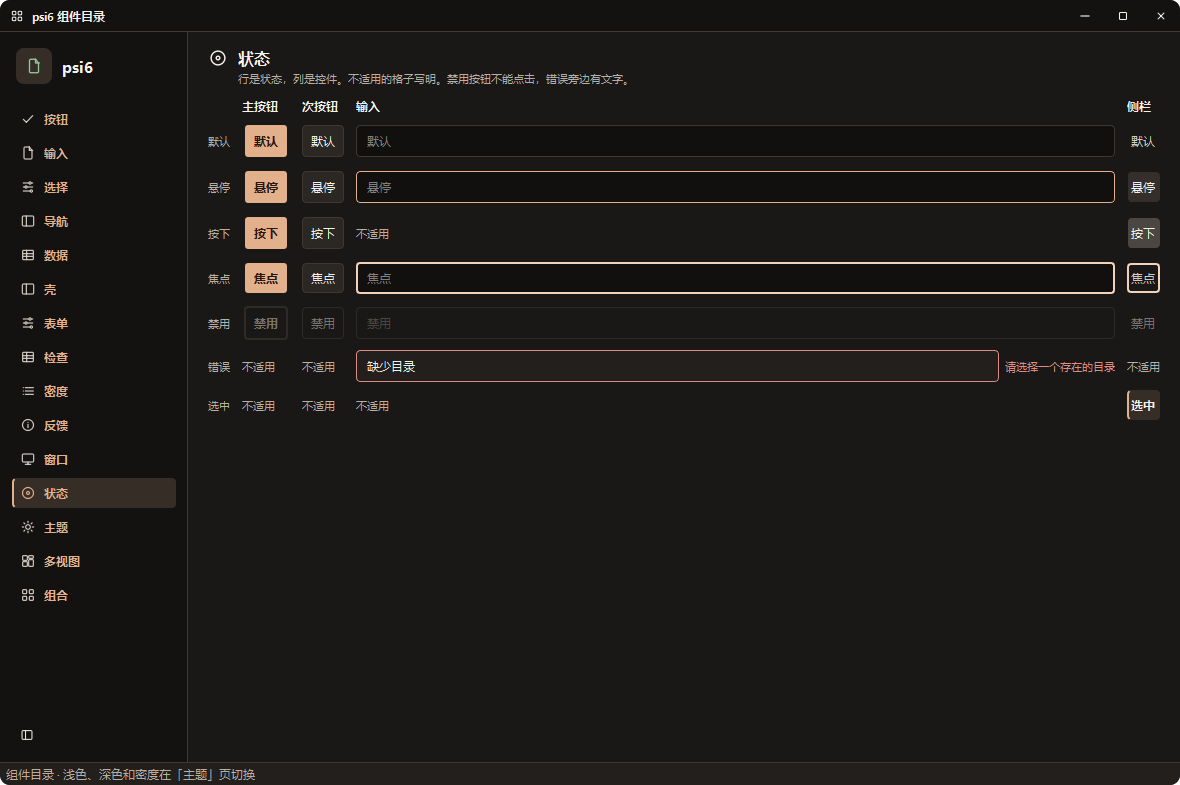 psi6 组件目录
psi6
按钮
输入
选择
导航
数据
壳
表单
检查
密度
反馈
窗口
状态
主题
多视图
组合
状态
行是状态，列是控件。不适用的格子写明。禁用按钮不能点击，错误旁边有文字。
主按钮 次按钮 输入 侧栏
默认 默认 默认 默认 默认
悬停 悬停 悬停 悬停 悬停
按下 按下 按下 不适用 按下
焦点 焦点 焦点 焦点 焦点
禁用 禁用 禁用 禁用 禁用
错误 不适用 不适用 缺少目录 请选择一个存在的目录 不适用
选中 不适用 不适用 不适用 选中
组件目录 · 浅色、深色和密度在「主题」页切换